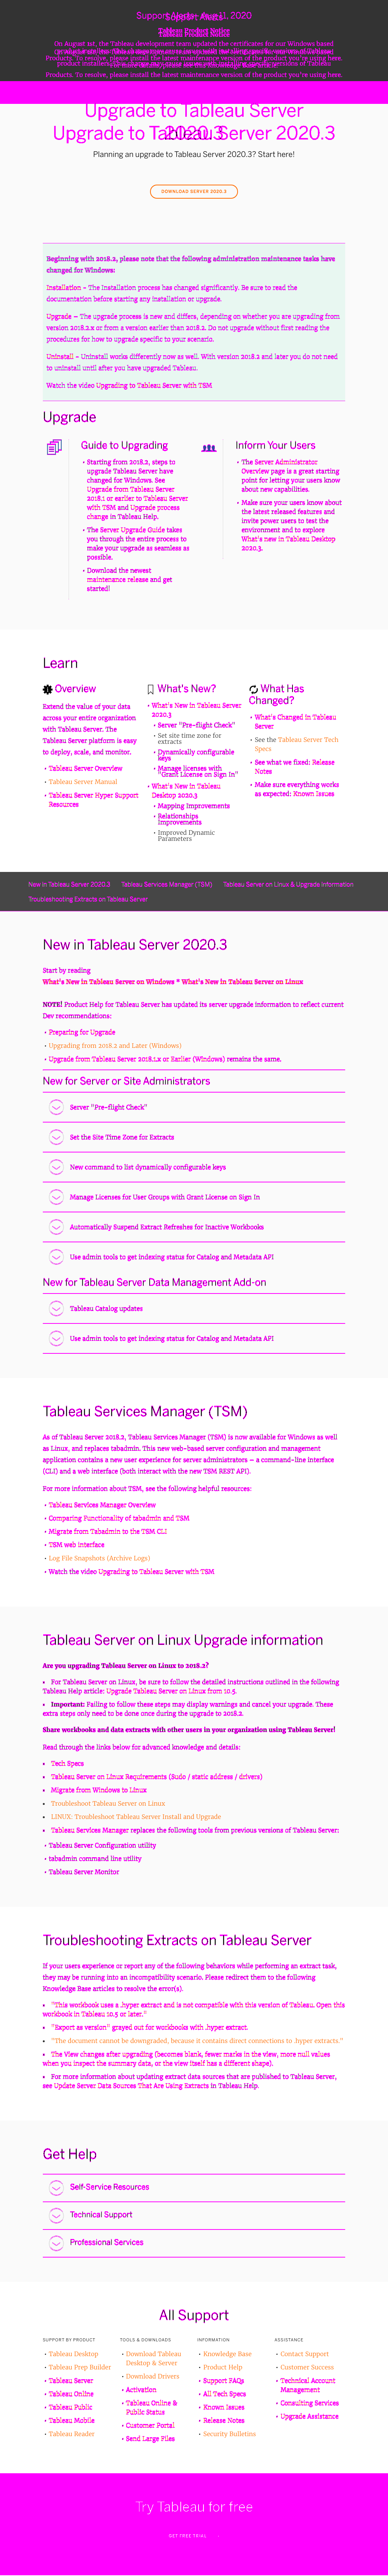 Support Alert - Aug 11, 2020
Tableau Product Notice
Products. To resolve, please install the latest maintenance version of the product you're using here.
Products. To resolve, please install the latest maintenance version of the product you're using here.
Upgrade to Tableau Server
Upgrade to Tableau Server 2020.3
2020.3
Planning an upgrade to Tableau Server 2020.3? Start here!
DOWNLOAD SERVER 2020.3
Beginning with 2018.2, please note that the following administration maintenance tasks have
changed for Windows:
Installation - The Installation process has changed significantly. Be sure to read the
documentation before starting any installation or upgrade.
Upgrade – The upgrade process is new and differs, depending on whether you are upgrading from
version 2018.2.x or from a version earlier than 2018.2. Do not upgrade without first reading the
procedures for how to upgrade specific to your scenario.
Uninstall - Uninstall works differently now as well. With version 2018.2 and later you do not need
to uninstall until after you have upgraded Tableau.
Watch the video Upgrading to Tableau Server with TSM
Upgrade
Guide to Upgrading
• Starting from 2018.2, steps to
upgrade Tableau Server have
changed for Windows. See
Upgrade from Tableau Server
2018.1 or earlier to Tableau Server
with TSM and Upgrade process
change in Tableau Help.
• The Server Upgrade Guide takes
you through the entire process to
make your upgrade as seamless as
possible.
• Download the newest
maintenance release and get
started!
Inform Your Users
• The Server Administrator
Overview page is a great starting
point for letting your users know
about new capabilities.
• Make sure your users know about
the latest released features and
invite power users to test the
environment and to explore
What's new in Tableau Desktop
2020.3.
Learn
Overview
Extend the value of your data
across your entire organization
with Tableau Server. The
Tableau Server platform is easy
to deploy, scale, and monitor.
• Tableau Server Overview
• Tableau Server Manual
• Tableau Server Hyper Support
Resources
What's New?
• What's New in Tableau Server
2020.3
• Server "Pre-flight Check"
• Set site time zone for
extracts
• Dynamically configurable
keys
• Manage licenses with
"Grant License on Sign In"
• What's New in Tableau
Desktop 2020.3
• Mapping Improvements
• Relationships
Improvements
• Improved Dynamic
Parameters
What Has
Changed?
• What's Changed in Tableau
Server
• See the Tableau Server Tech
Specs
• See what we fixed: Release
Notes
• Make sure everything works
as expected: Known Issues
New in Tableau Server 2020.3 Tableau Services Manager (TSM) Tableau Server on Linux & Upgrade information
Troubleshooting Extracts on Tableau Server
New in Tableau Server 2020.3
Start by reading
What's New in Tableau Server on Windows * What's New in Tableau Server on Linux
NOTE! Product Help for Tableau Server has updated its server upgrade information to reflect current
Dev recommendations:
• Preparing for Upgrade
• Upgrading from 2018.2 and Later (Windows)
• Upgrade from Tableau Server 2018.1.x or Earlier (Windows) remains the same.
New for Server or Site Administrators
Server "Pre-flight Check"
Set the Site Time Zone for Extracts
New command to list dynamically configurable keys
Manage Licenses for User Groups with Grant License on Sign In
Automatically Suspend Extract Refreshes for Inactive Workbooks
Use admin tools to get indexing status for Catalog and Metadata API
New for Tableau Server Data Management Add-on
Tableau Catalog updates
Use admin tools to get indexing status for Catalog and Metadata API
Tableau Services Manager (TSM)
As of Tableau Server 2018.2, Tableau Services Manager (TSM) is now available for Windows as well
as Linux, and replaces tabadmin. This new web-based server configuration and management
application contains a new user experience for server administrators – a command-line interface
(CLI) and a web interface (both interact with the new TSM REST API).
For more information about TSM, see the following helpful resources:
• Tableau Services Manager Overview
• Comparing Functionality of tabadmin and TSM
• Migrate from Tabadmin to the TSM CLI
• TSM web interface
• Log File Snapshots (Archive Logs)
• Watch the video Upgrading to Tableau Server with TSM
Tableau Server on Linux Upgrade information
Are you upgrading Tableau Server on Linux to 2018.2?
• For Tableau Server on Linux, be sure to follow the detailed instructions outlined in the following
Tableau Help article: Upgrade Tableau Server on Linux from 10.5.
• Important: Failing to follow these steps may display warnings and cancel your upgrade. These
extra steps only need to be done once during the upgrade to 2018.2.
Share workbooks and data extracts with other users in your organisation using Tableau Server!
Read through the links below for advanced knowledge and details:
• Tech Specs
• Tableau Server on Linux Requirements (Sudo / static address / drivers)
• Migrate from Windows to Linux
• Troubleshoot Tableau Server on Linux
• LINUX: Troubleshoot Tableau Server Install and Upgrade
• Tableau Services Manager replaces the following tools from previous versions of Tableau Server:
• Tableau Server Configuration utility
• tabadmin command line utility
• Tableau Server Monitor
Troubleshooting Extracts on Tableau Server
If your users experience or report any of the following behaviors while performing an extract task,
they may be running into an incompatibility scenario. Please redirect them to the following
Knowledge Base articles to resolve the error(s).
• "This workbook uses a .hyper extract and is not compatible with this version of Tableau. Open this
workbook in Tableau 10.5 or later."
• "Export as version" grayed out for workbooks with .hyper extract.
• "The document cannot be downgraded, because it contains direct connections to .hyper extracts."
• The View changes after upgrading (becomes blank, fewer marks in the view, more null values
when you inspect the summary data, or the view itself has a different shape).
• For more information about updating extract data sources that are published to Tableau Server,
see Update Server Data Sources That Are Using Extracts in Tableau Help.
Get Help
Self-Service Resources
Technical Support
Professional Services
All Support
SUPPORT BY PRODUCT
• Tableau Desktop
• Tableau Prep Builder
• Tableau Server
• Tableau Online
• Tableau Public
• Tableau Mobile
• Tableau Reader
TOOLS & DOWNLOADS
• Download Tableau
Desktop & Server
• Download Drivers
• Activation
• Tableau Online &
Public Status
• Customer Portal
• Send Large Files
INFORMATION
• Knowledge Base
• Product Help
• Support FAQs
• All Tech Specs
• Known Issues
• Release Notes
• Security Bulletins
ASSISTANCE
• Contact Support
• Customer Success
• Technical Account
Management
• Consulting Services
• Upgrade Assistance
Try Tableau for free
GET FREE TRIAL